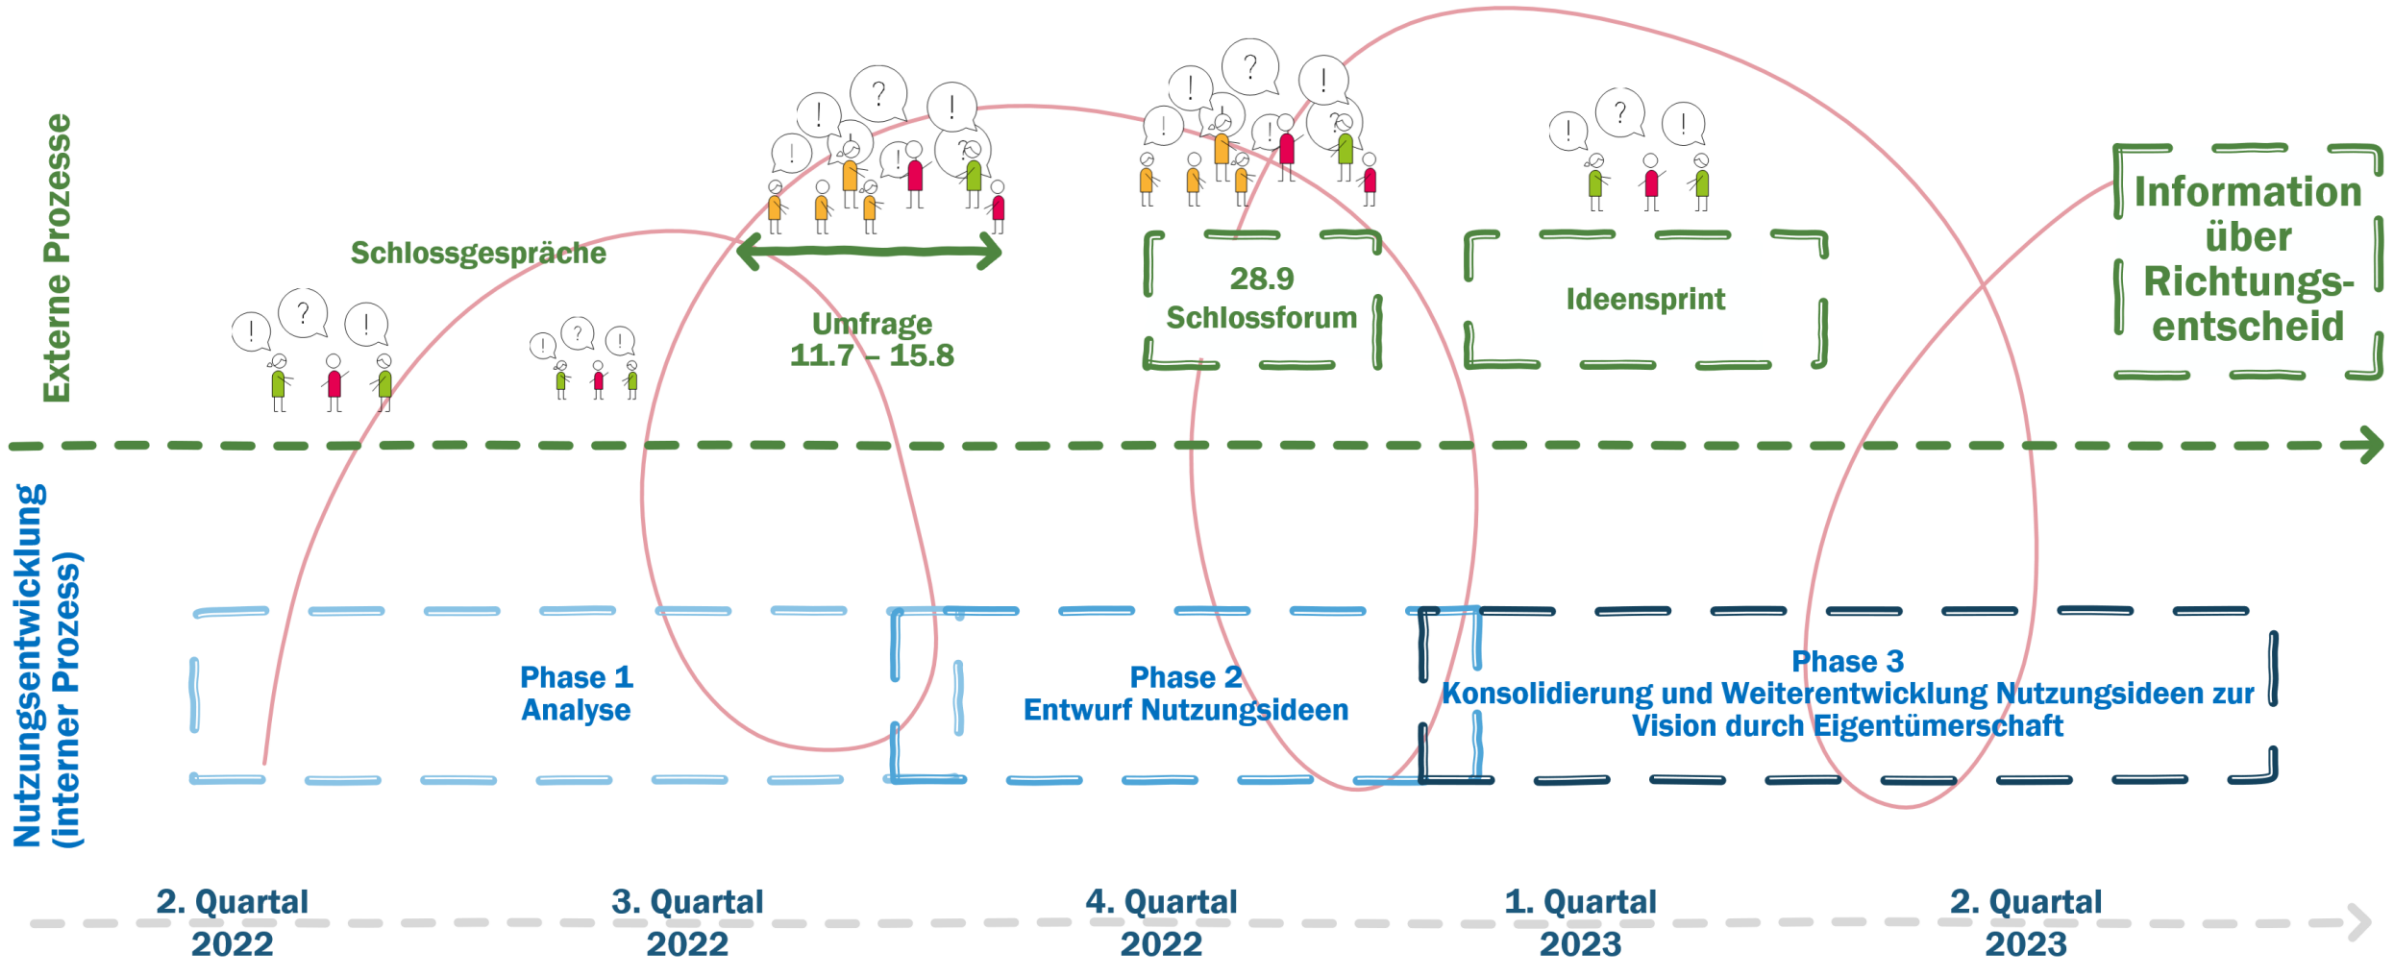 Externe Prozesse
Schlossgespräche
! ? !
! ? !
! ! ? ! ! ! ?
Umfrage
11.7 – 15.8
! ! ? ! ! ! ?
28.9
Schlossforum
! ? !
Ideensprint
Information
über
Richtungs-
entscheid
Nutzungsentwicklung
(interner Prozess)
Phase 1
Analyse
Phase 2
Entwurf Nutzungsideen
Phase 3
Konsolidierung und Weiterentwicklung Nutzungsideen zur
Vision durch Eigentümerschaft
2. Quartal
2022
3. Quartal
2022
4. Quartal
2022
1. Quartal
2023
2. Quartal
2023